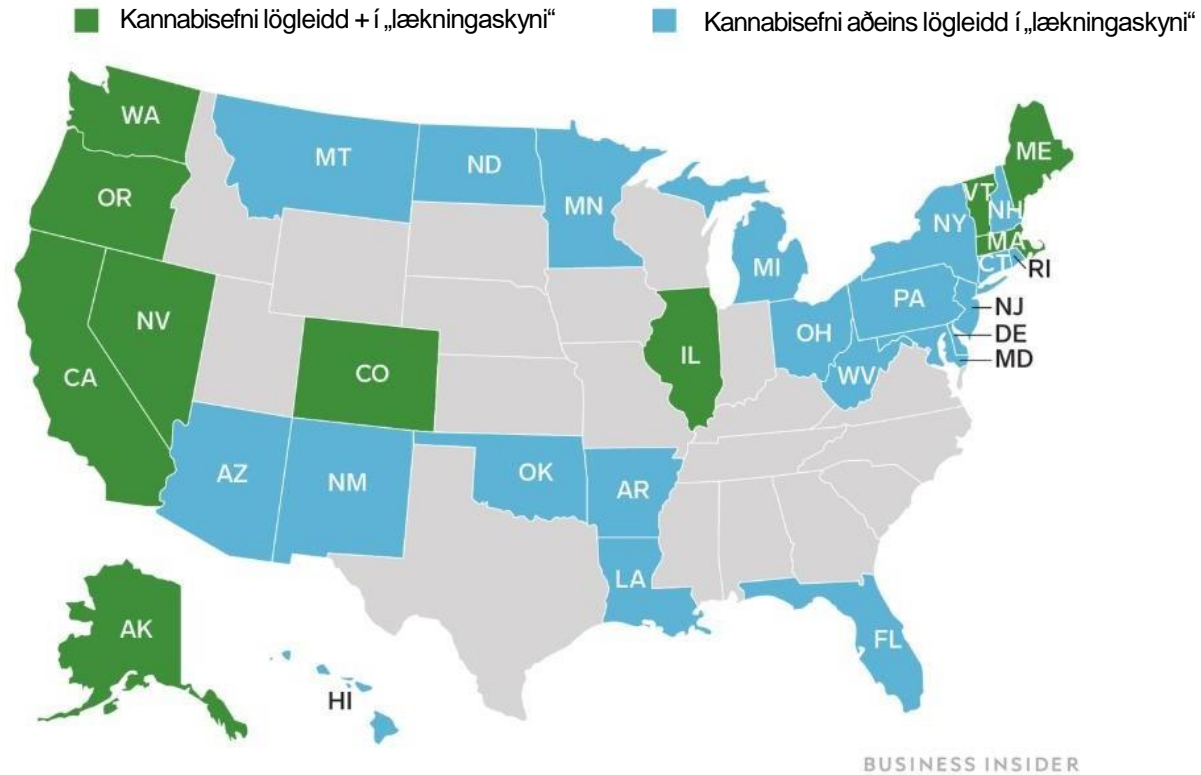 Kannabisefni lögleidd + í „lækningaskyni“
Kannabisefni aðeins lögleidd í „lækningaskyni“
WA
MT
ND
MN
OR
ME
VT
NH
NY
MA
CT
RI
MI
PA
NJ
DE
MD
OH
WV
NV
CA
CO
IL
AZ
NM
OK
AR
LA
FL
AK
HI
BUSINESS INSIDER